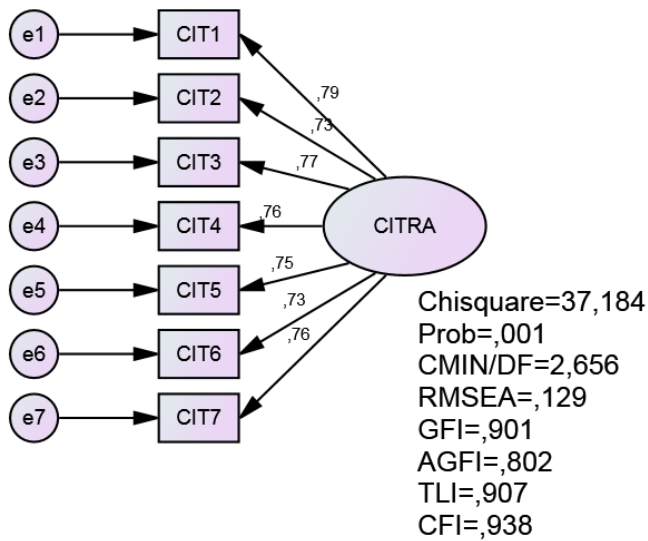 e1 CIT1
,79
e2 CIT2
,73
e3 CIT3
,77
e4 CIT4
,76
CITRA
e5 CIT5
,75
e6 CIT6
,73
e7 CIT7
,76
Chisquare=37,184
Prob=,001
CMIN/DF=2,656
RMSEA=,129
GFI=,901
AGFI=,802
TLI=,907
CFI=,938